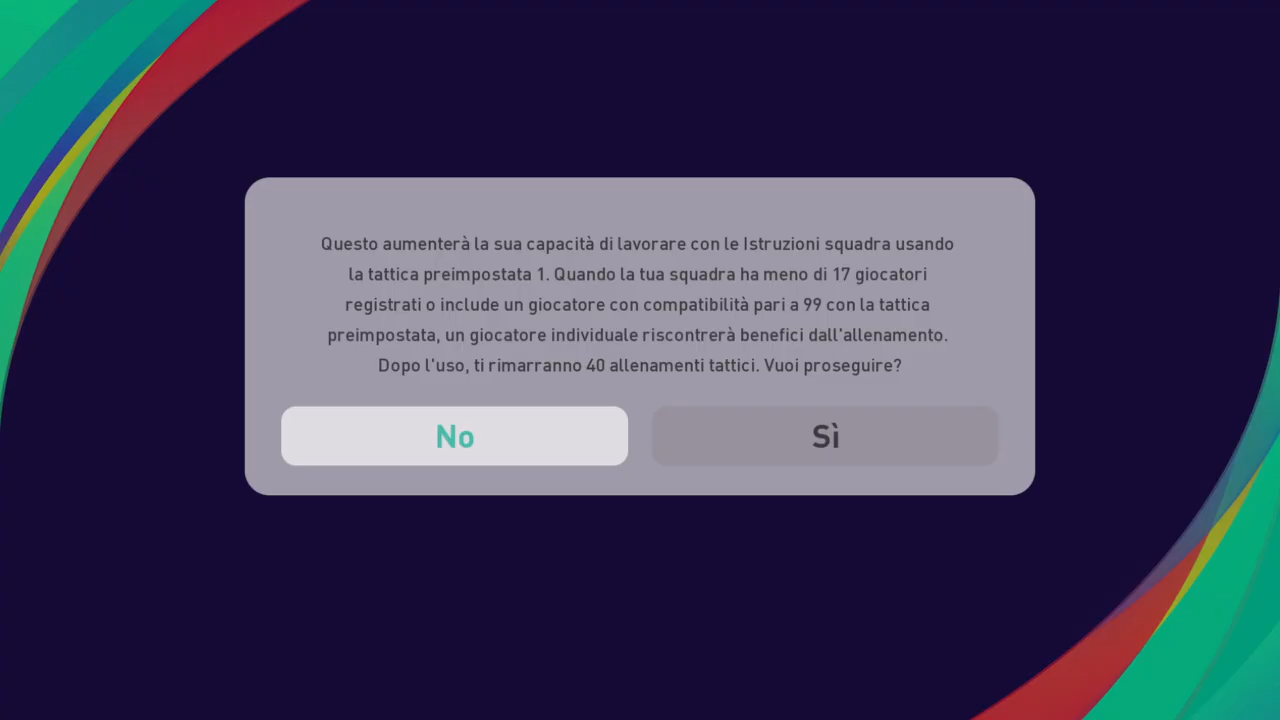 Questo aumenterà la sua capacità di lavorare con le Istruzioni squadra usando
la tattica preimpostata 1. Quando la tua squadra ha meno di 17 giocatori
registrati o include un giocatore con compatibilità pari a 99 con la tattica
preimpostata, un giocatore individuale riscontrerà benefici dall'allenamento.
Dopo l'uso, ti rimarranno 40 allenamenti tattici. Vuoi proseguire?
No
Sì